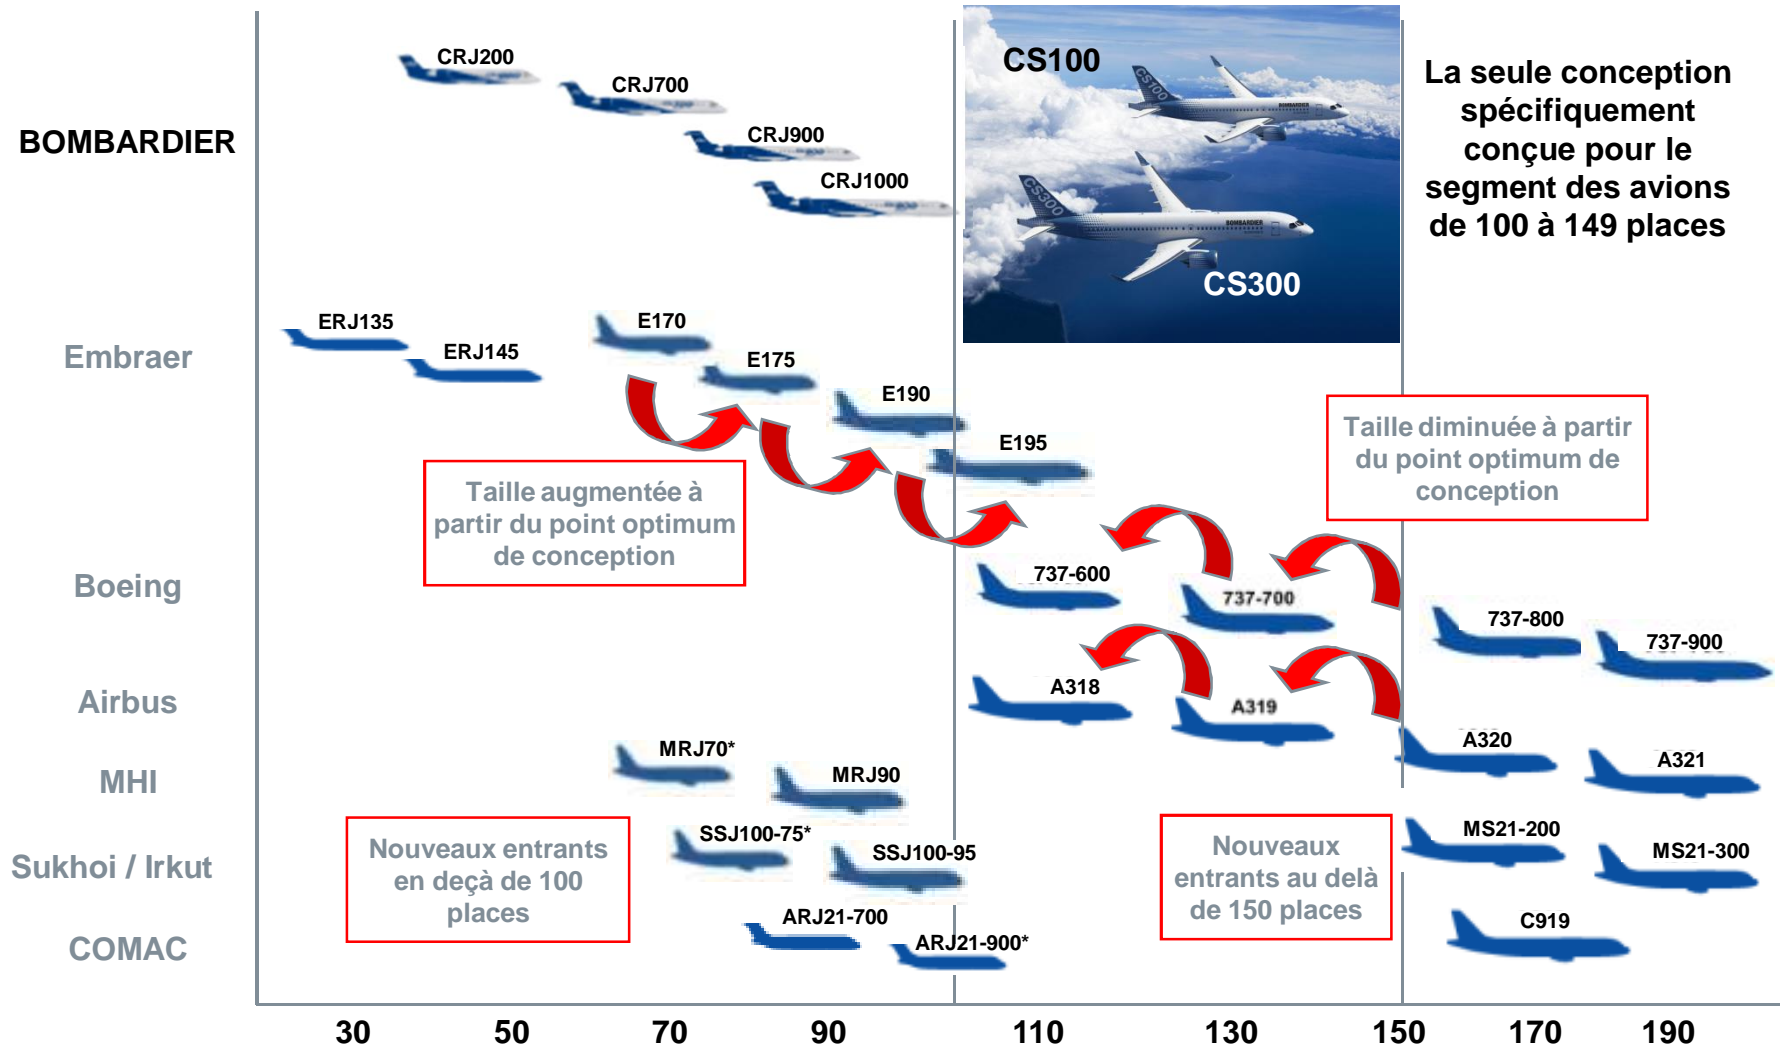 CRJ200
CRJ700
CRJ900
CRJ1000
BOMBARDIER
CS100
CS100
BOMBARDIER
CS300
BOMBARDIER
CS300
La seule conception
spécifiquement
conçue pour le
segment des avions
de 100 à 149 places
Embraer
ERJ135
ERJ145
E170
E175
E190
E195
Taille augmentée à
partir du point optimum
de conception
Taille diminuée à partir
du point optimum de
conception
Boeing
737-600
737-700
737-800
737-900
Airbus
A318
A319
A320
A321
MHI
MRJ70*
MRJ90
Sukhoi / Irkut
SSJ100-75*
SSJ100-95
MS21-200
MS21-300
Nouveaux entrants
en deçà de 100
places
Nouveaux
entrants au delà
de 150 places
COMAC
ARJ21-700
ARJ21-900*
C919
30 50 70 90 110 130 150 170 190